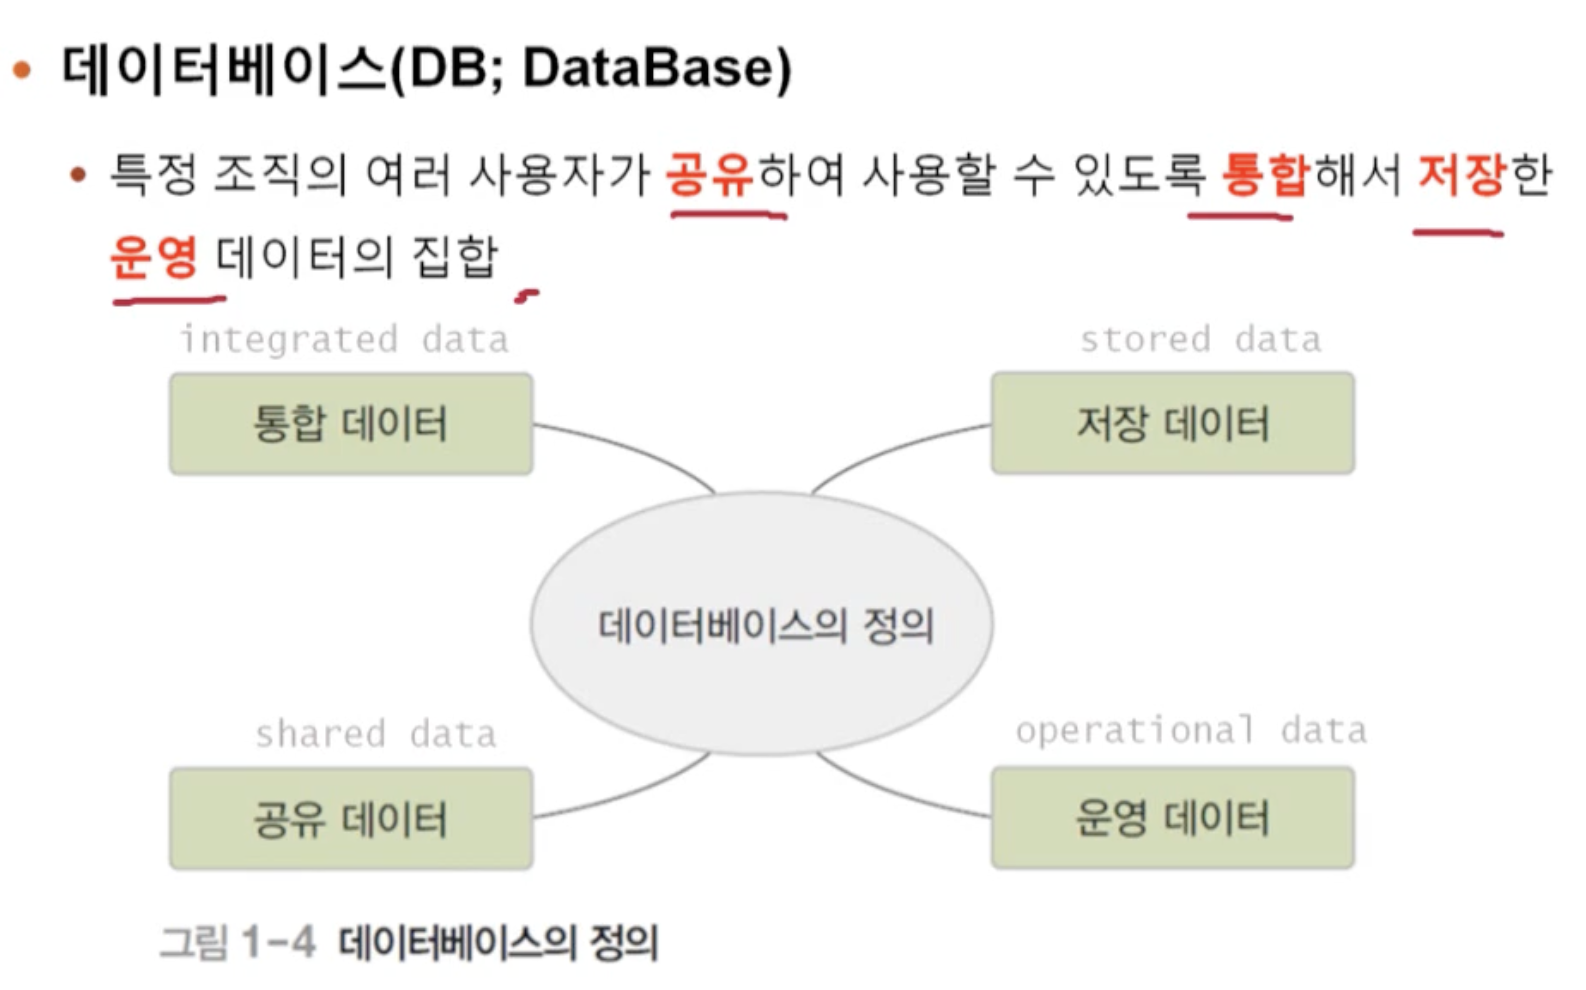 데이터베이스(DB; DataBase)
특정 조직의 여러 사용자가 공유하여 사용할 수 있도록 통합해서 저장한
운영 데이터의 집합
integrated data
stored data
통합 데이터
저장 데이터
데이터베이스의 정의
shared data
operational data
공유 데이터
운영 데이터
그림 1-4 데이터베이스의 정의